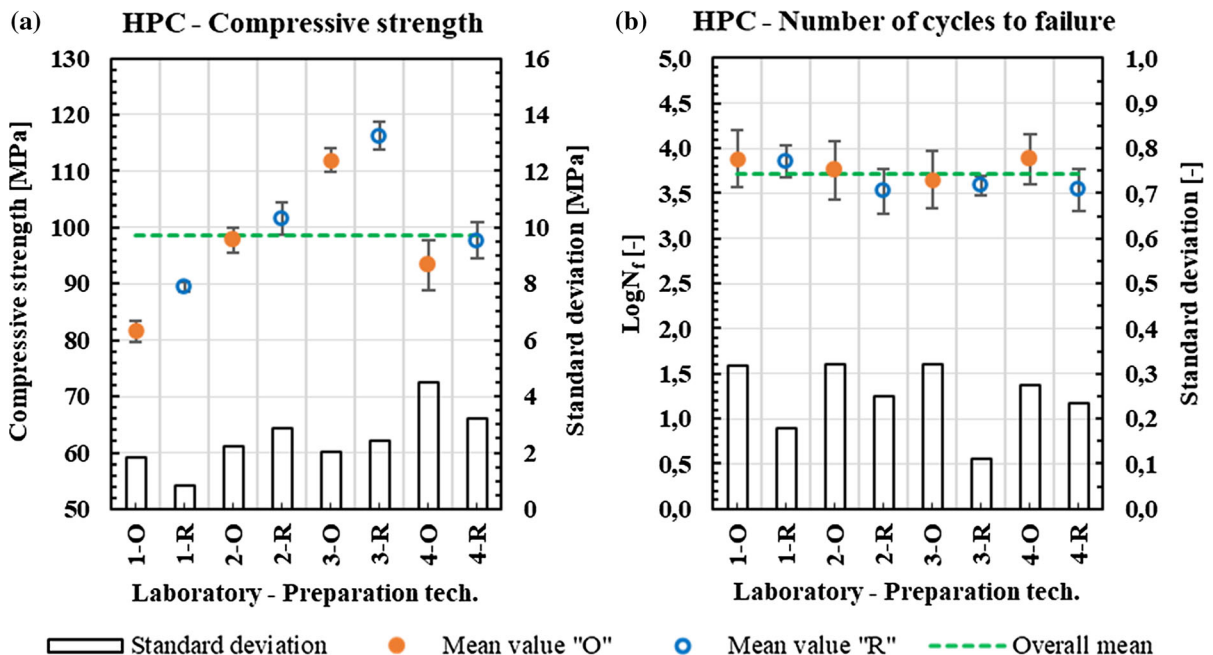 (a)
HPC - Compressive strength
Compressive strength [MPa]
130
120
110
100
90
80
70
60
50
16
14
12
10
8
6
4
2
0
Standard deviation [MPa]
1-O
1-R
2-O
2-R
3-O
3-R
4-O
4-R
Laboratory - Preparation tech.
(b)
HPC - Number of cycles to failure
LogNf [-]
5,0
4,5
4,0
3,5
3,0
2,5
2,0
1,5
1,0
0,5
0,0
1,0
0,9
0,8
0,7
0,6
0,5
0,4
0,3
0,2
0,1
0,0
Standard deviation [-]
1-O
1-R
2-O
2-R
3-O
3-R
4-O
4-R
Laboratory - Preparation tech.
Standard deviation
Mean value "O"
Mean value "R"
Overall mean